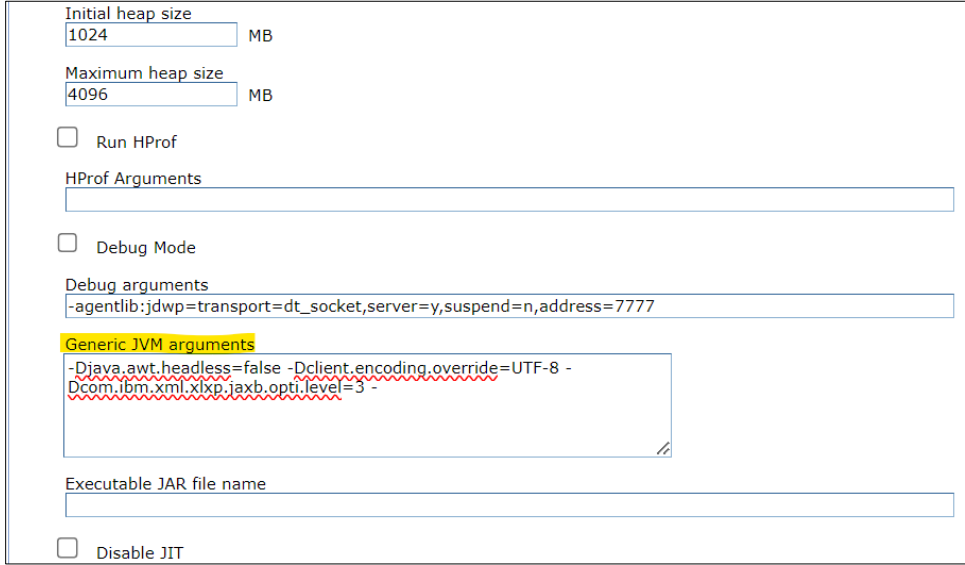 Initial heap size
1024 MB
Maximum heap size
4096 MB
Run HProf
HProf Arguments
Debug Mode
Debug arguments
-agentlib:jdwp=transport=dt_socket,server=y,suspend=n,address=7777
Generic JVM arguments
-Djava.awt.headless=false -Dclient.encoding.override=UTF-8 -
Dcom.ibm.xml.xlxp.jaxb.opti.level=3 -
Executable JAR file name
Disable JIT